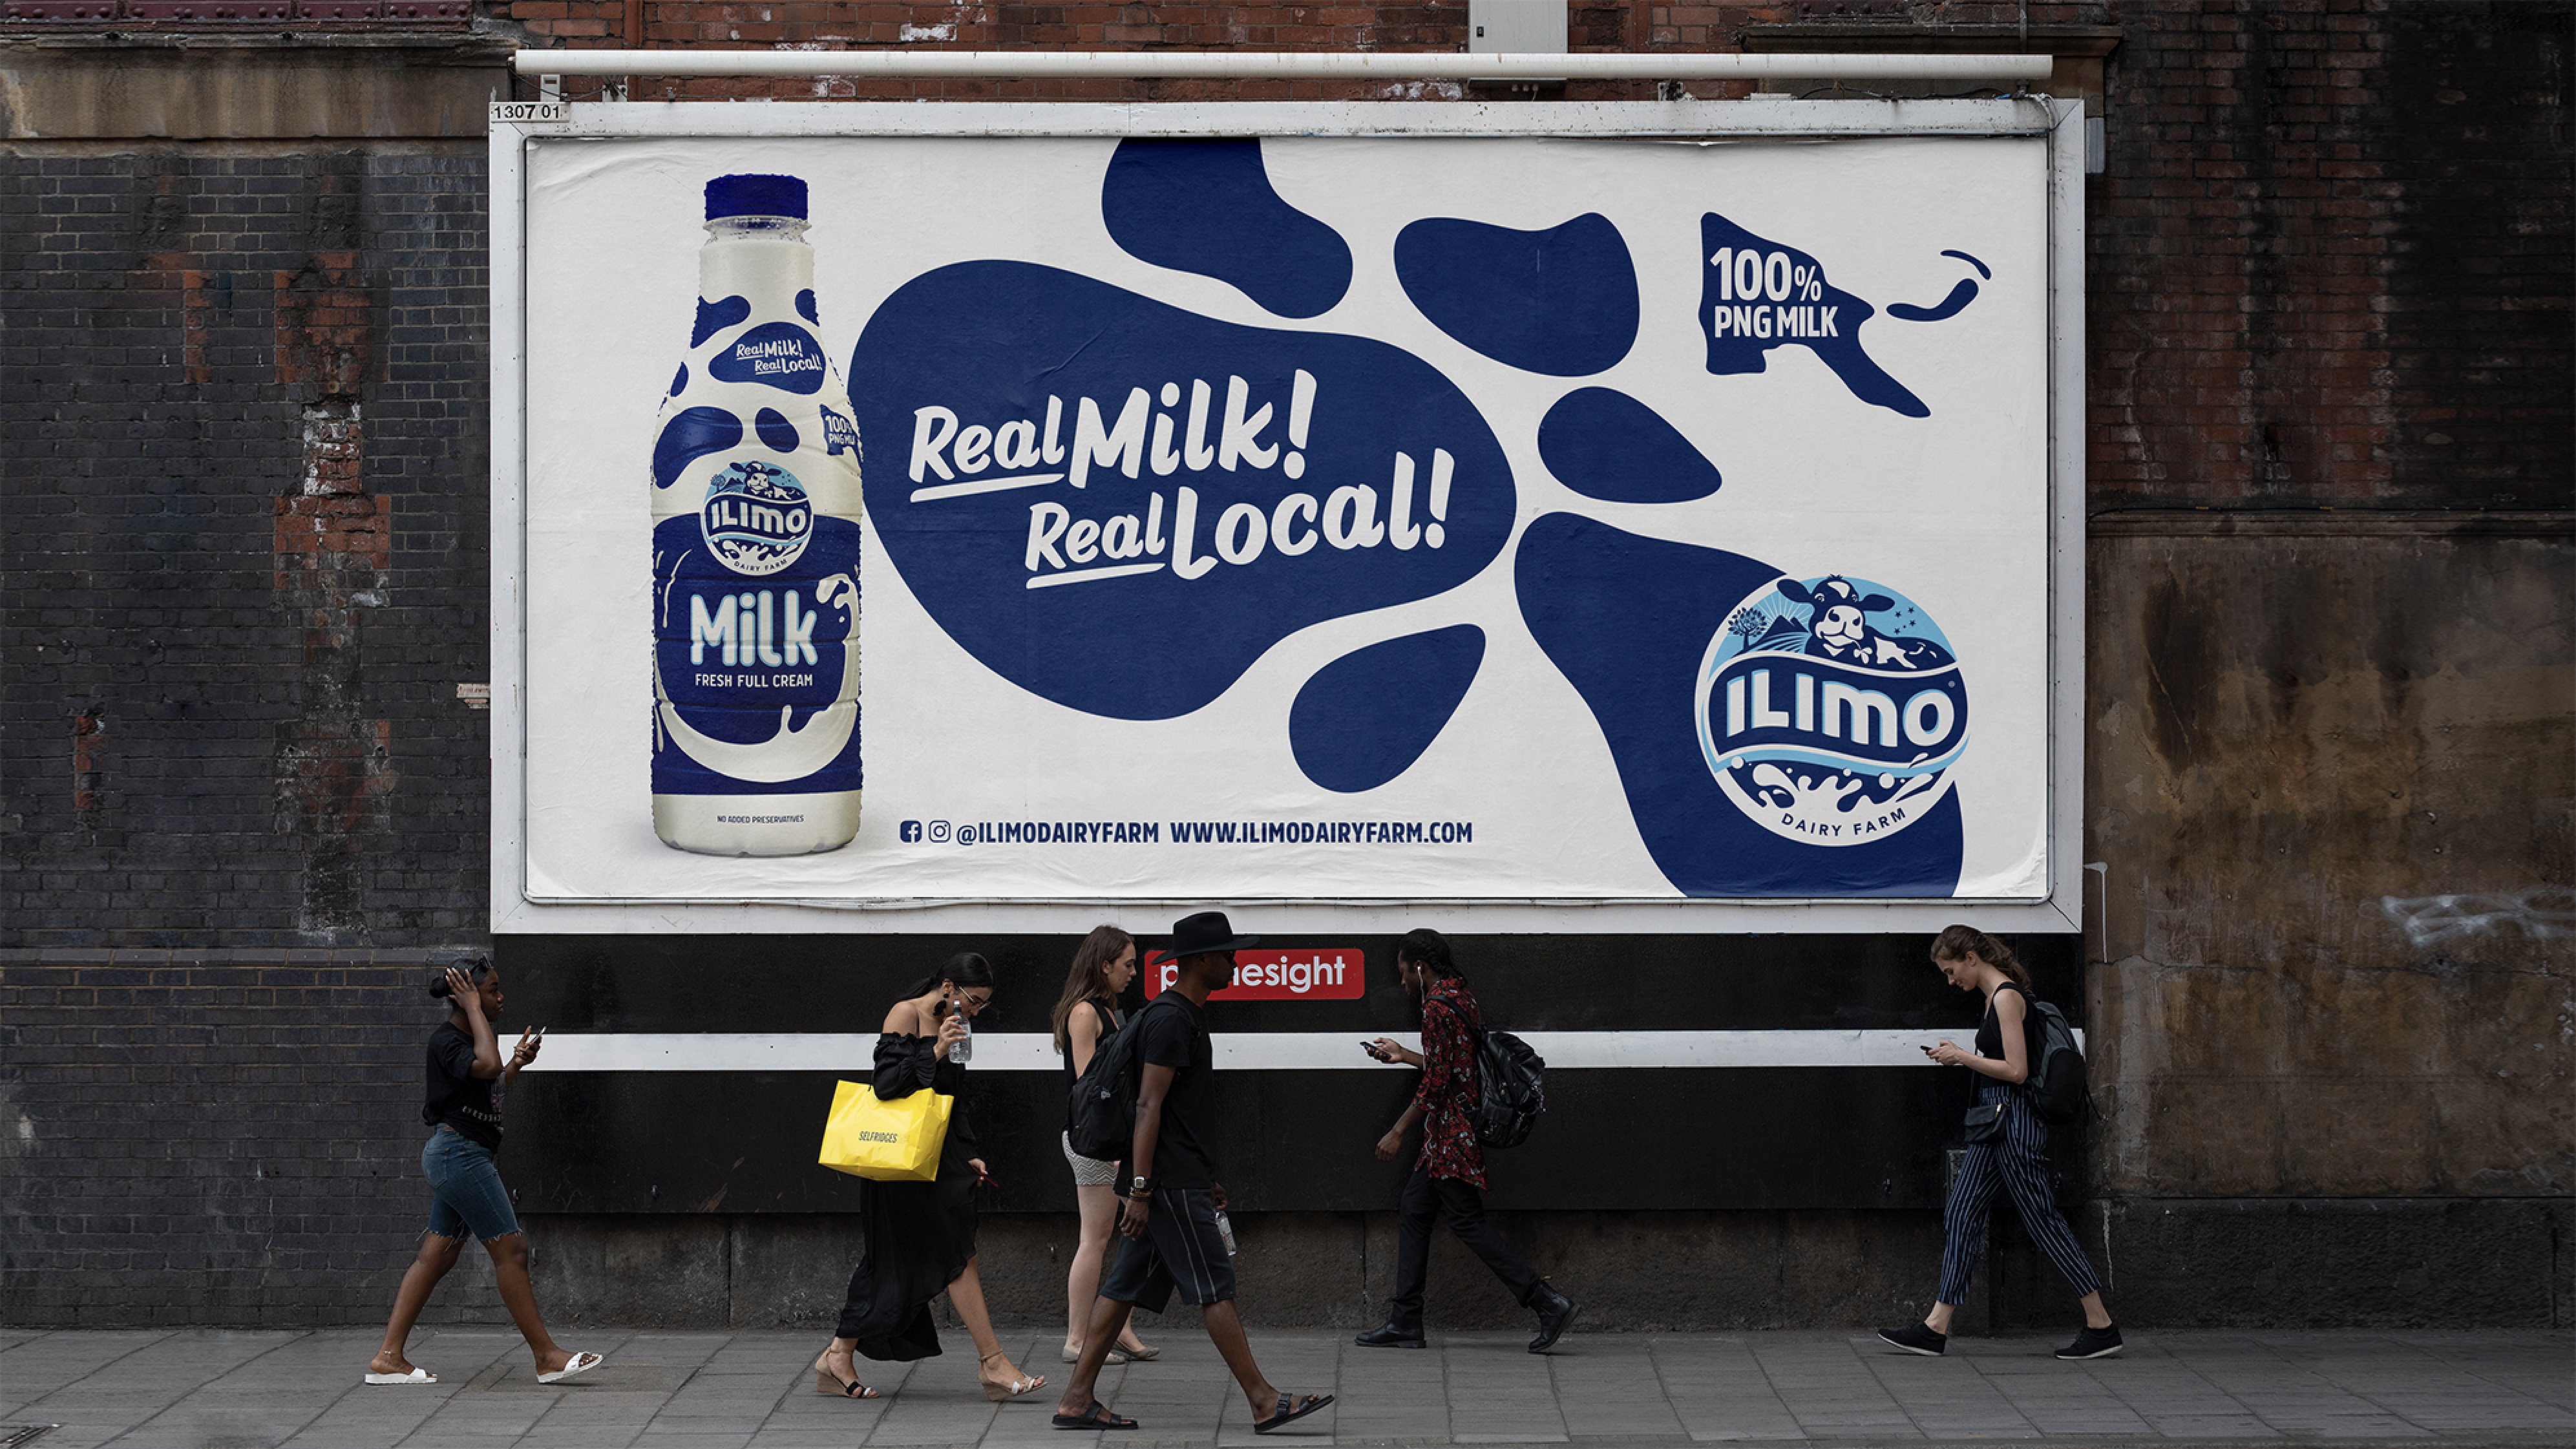 1307 01
Real Milk!
Real Local!
100%
PNG MILK
ILIMO
DAIRY FARM
Milk
FRESH FULL CREAM
NO ADDED PRESERVATIVES
Real Milk!
Real Local!
@ILIMODAIRYFARM WWW.ILIMODAIRYFARM.COM
100%
PNG MILK
ILIMO
DAIRY FARM
esight
SELFRIDGES